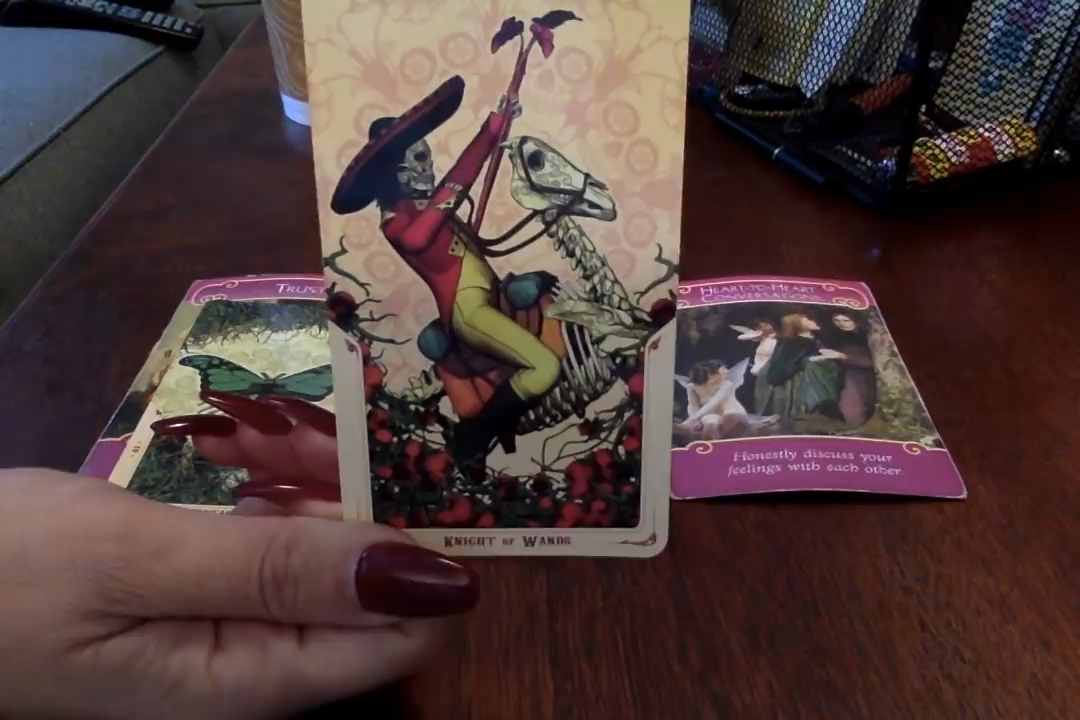 TRUST
HEART-TO-HEART
CONVERSATIONS
Honestly discuss your
feelings with each other.
KNIGHT OF WANDS